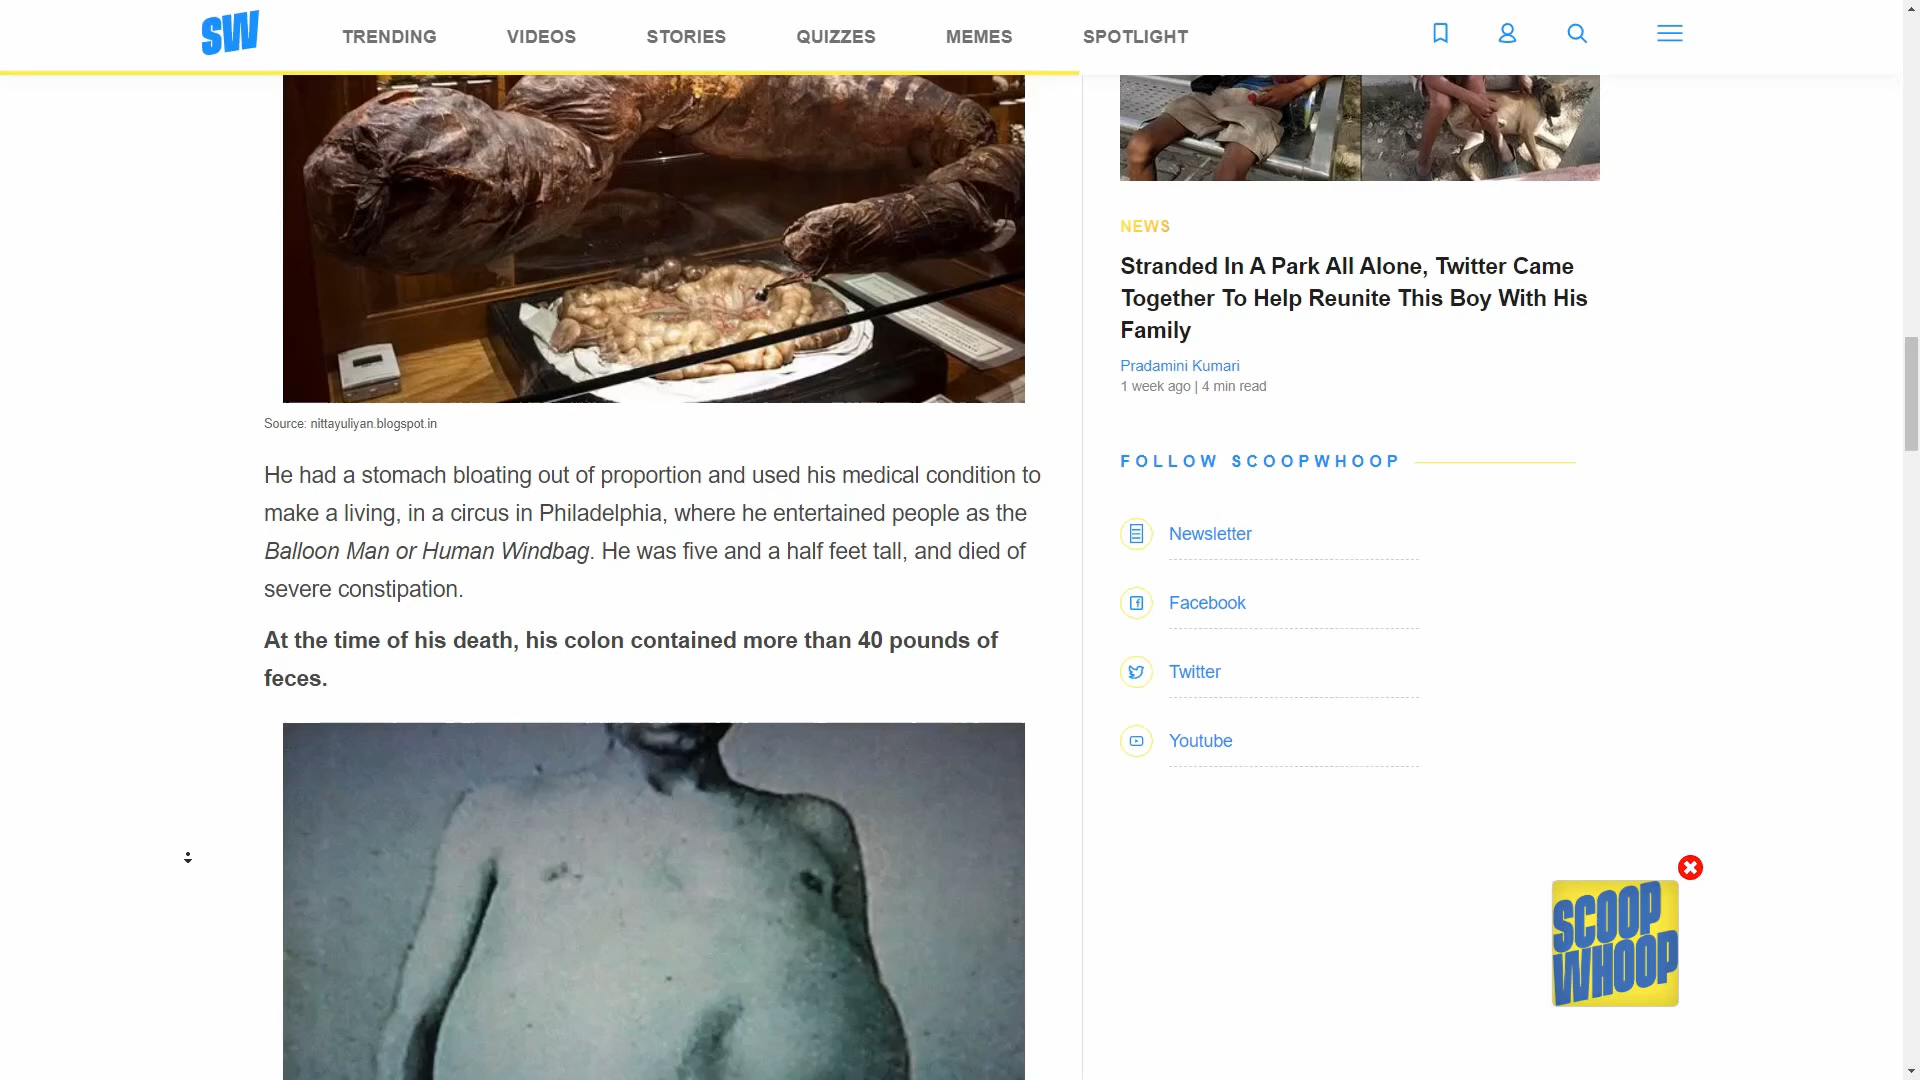 SW
TRENDING
VIDEOS
STORIES
QUIZZES
MEMES
SPOTLIGHT
Source: nittayuliyan.blogspot.in
He had a stomach bloating out of proportion and used his medical condition to
make a living, in a circus in Philadelphia, where he entertained people as the
Balloon Man or Human Windbag. He was five and a half feet tall, and died of
severe constipation.
At the time of his death, his colon contained more than 40 pounds of
feces.
NEWS
Stranded In A Park All Alone, Twitter Came
Together To Help Reunite This Boy With His
Family
Pradamini Kumari
1 week ago | 4 min read
FOLLOW SCOOPWHOOP
Newsletter
Facebook
Twitter
Youtube
SCOOP
WHOOP